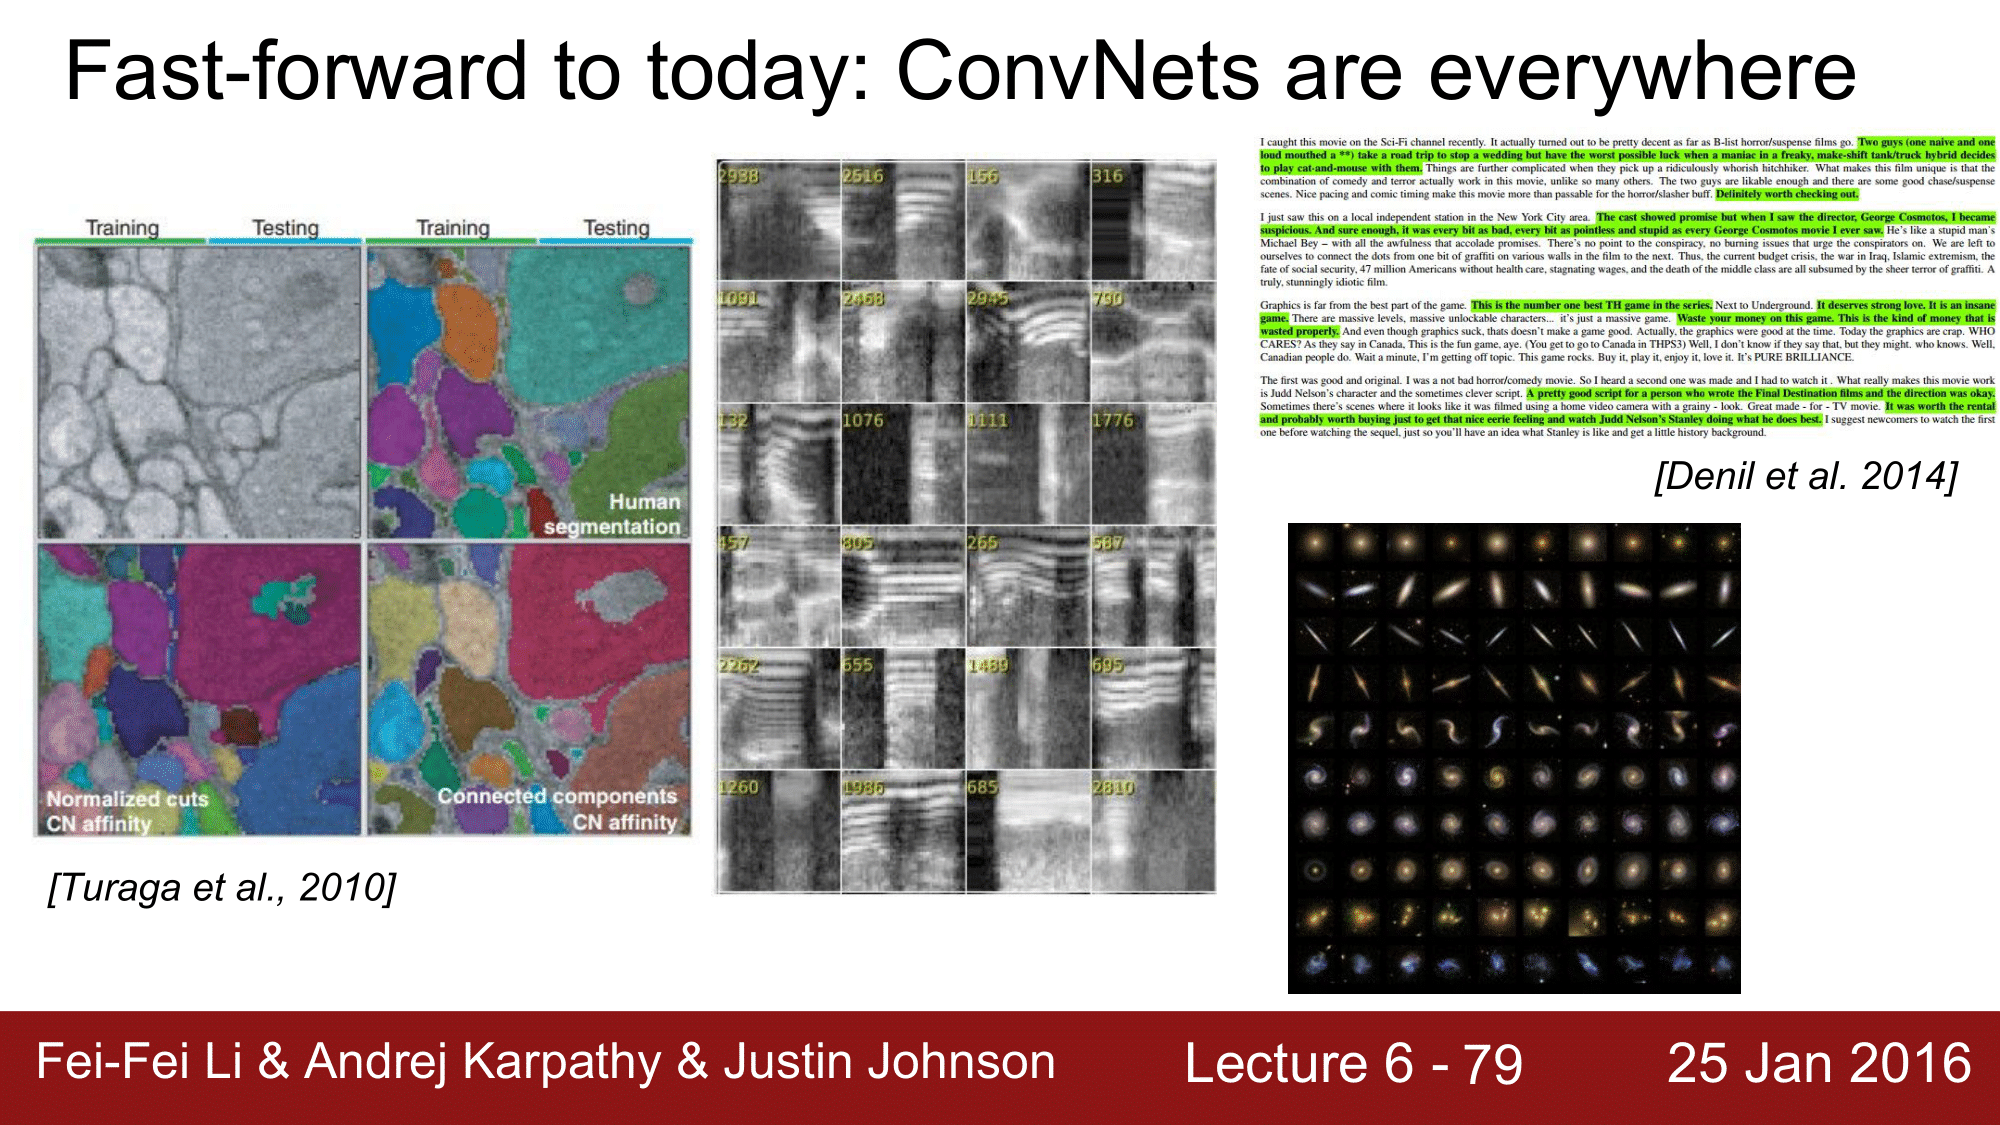 Fast-forward to today: ConvNets are everywhere
Training Testing Training Testing
Human
segmentation
Normalized cuts
CN affinity
Connected components
CN affinity
[Turaga et al., 2010]
2938 2516 156 316
1091 2468 2945 790
132 1076 1111 1776
457 805 265 587
2262 655 1489 695
1260 1986 685 2810
I caught this movie on the Sci-Fi channel recently. It actually turned out to be pretty decent as far as B-list horror/suspense films go. Two guys (one naive and one
loud mouthed a **) take a road trip to stop a wedding but have the worst possible luck when a maniac in a freaky, make-shift tank/truck hybrid decides
to play cat-and-mouse with them. Things are further complicated when they pick up a ridiculously whorish hitchhiker. What makes this film unique is that the
combination of comedy and terror actually work in this movie, unlike so many others. The two guys are likable enough and there are some good chase/suspense
scenes. Nice pacing and comic timing make this movie more than passable for the horror/slasher buff. Definitely worth checking out.
I just saw this on a local independent station in the New York City area. The cast showed promise but when I saw the director, George Cosmotos, I became
suspicious. And sure enough, it was every bit as bad, every bit as pointless and stupid as every George Cosmotos movie I ever saw. He's like a stupid man's
Michael Bey – with all the awfulness that accolade promises. There's no point to the conspiracy, no burning issues that urge the conspirators on. We are left to
ourselves to connect the dots from one bit of graffiti on various walls in the film to the next. Thus, the current budget crisis, the war in Iraq, Islamic extremism, the
fate of social security, 47 million Americans without health care, stagnating wages, and the death of the middle class are all subsumed by the sheer terror of graffiti. A
truly, stunningly idiotic film.
Graphics is far from the best part of the game. This is the number one best TH game in the series. Next to Underground. It deserves strong love. It is an insane
game. There are massive levels, massive unlockable characters... it's just a massive game. Waste your money on this game. This is the kind of money that is
wasted properly. And even though graphics suck, thats doesn't make a game good. Actually, the graphics were good at the time. Today the graphics are crap. WHO
CARES? As they say in Canada, This is the fun game, aye. (You get to go to Canada in THPS3) Well, I don't know if they say that, but they might. who knows. Well,
Canadian people do. Wait a minute, I'm getting off topic. This game rocks. Buy it, play it, enjoy it, love it. It's PURE BRILLIANCE.
The first was good and original. I was a not bad horror/comedy movie. So I heard a second one was made and I had to watch it . What really makes this movie work
is Judd Nelson's character and the sometimes clever script. A pretty good script for a person who wrote the Final Destination films and the direction was okay.
Sometimes there's scenes where it looks like it was filmed using a home video camera with a grainy - look. Great made - for - TV movie. It was worth the rental
and probably worth buying just to get that nice eerie feeling and watch Judd Nelson's Stanley doing what he does best. I suggest newcomers to watch the first
one before watching the sequel, just so you'll have an idea what Stanley is like and get a little history background.
[Denil et al. 2014]
Fei-Fei Li & Andrej Karpathy & Justin Johnson
Lecture 6 - 79
25 Jan 2016